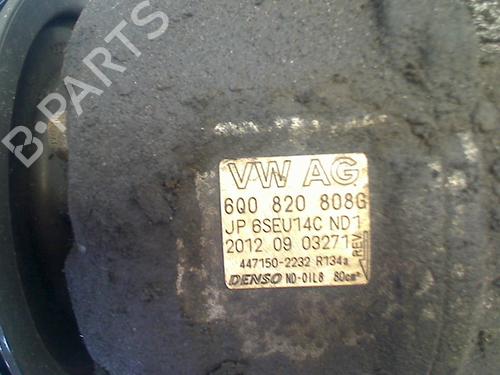 B-PARTS
VW AG
6Q0 820 808G
JP 6SEU14C ND1
2012 09 03271
REV
447150-2232 R134a
DENSO ND-OIL8 80cm³